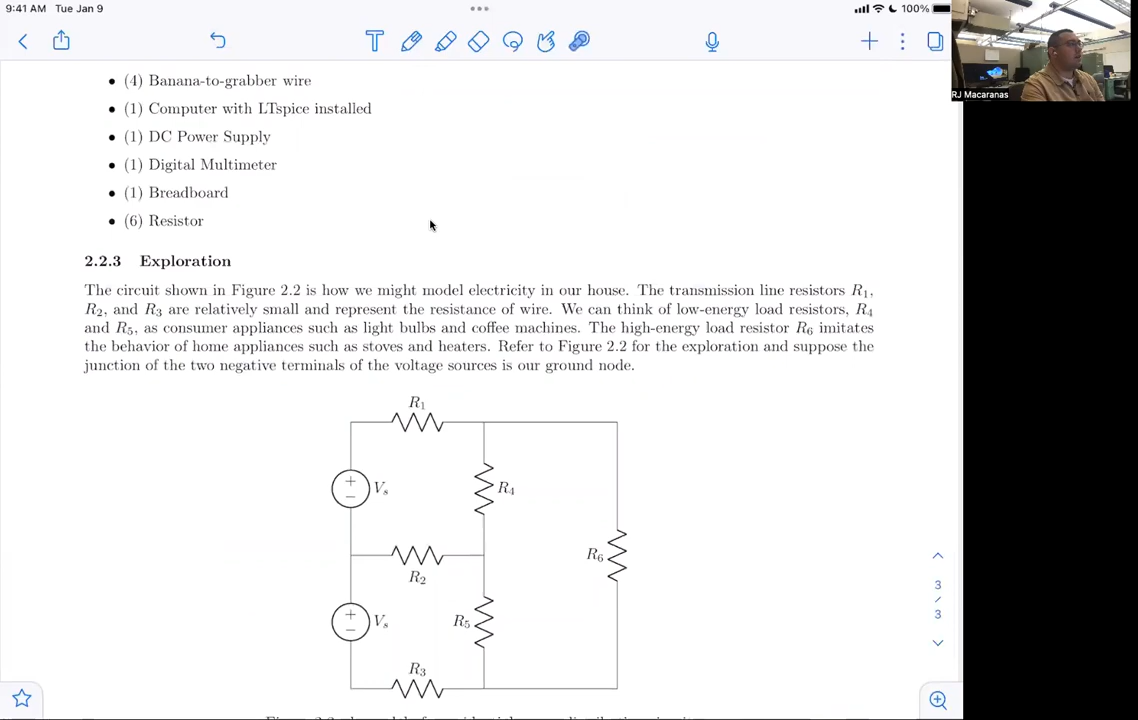 9:41 AM Tue Jan 9
100%
RJ Macaranas
• (4) Banana-to-grabber wire
• (1) Computer with LTspice installed
• (1) DC Power Supply
• (1) Digital Multimeter
• (1) Breadboard
• (6) Resistor
2.2.3 Exploration
The circuit shown in Figure 2.2 is how we might model electricity in our house. The transmission line resistors R1,
R2, and R3 are relatively small and represent the resistance of wire. We can think of low-energy load resistors, R4
and R5, as consumer appliances such as light bulbs and coffee machines. The high-energy load resistor R6 imitates
the behavior of home appliances such as stoves and heaters. Refer to Figure 2.2 for the exploration and suppose the
junction of the two negative terminals of the voltage sources is our ground node.
R1
+
−
Vs
R4
R6
R2
+
−
Vs
R5
R3
3
/
3